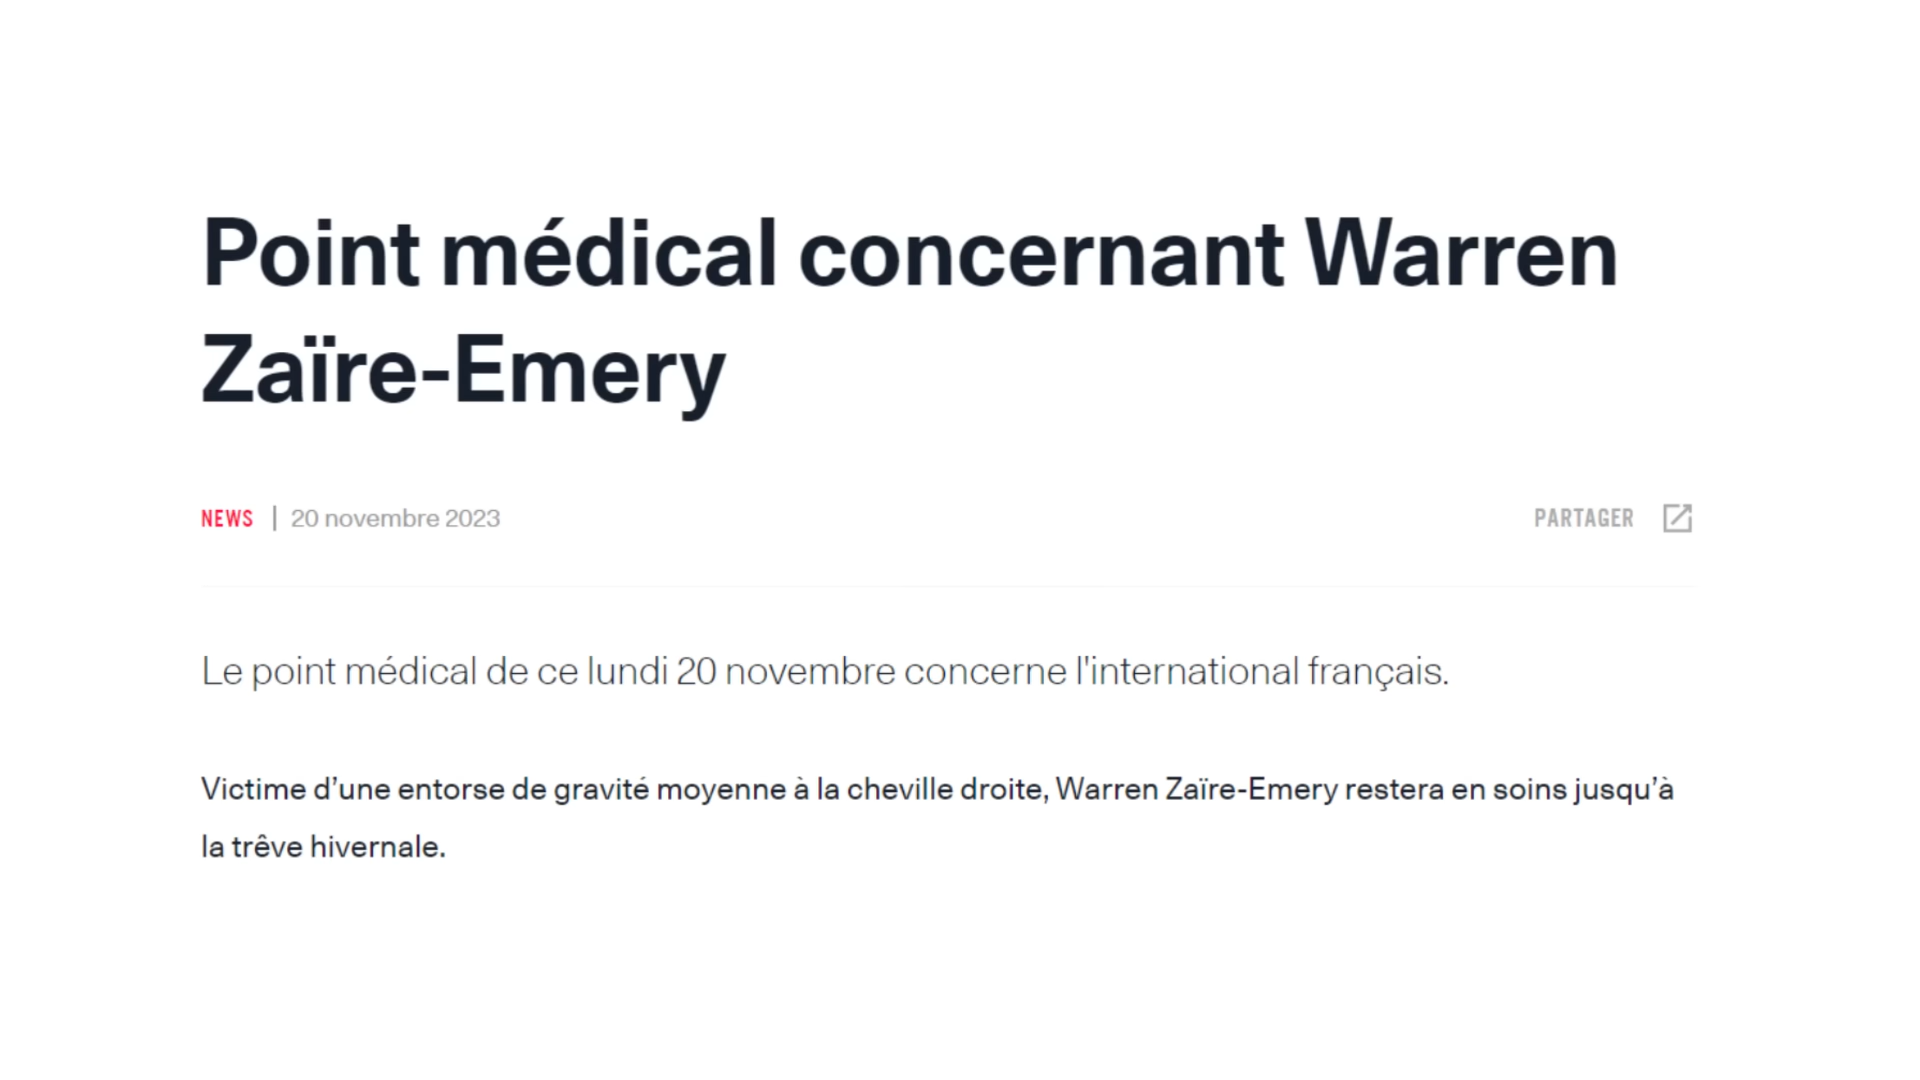 Point médical concernant Warren
Zaïre-Emery
NEWS | 20 novembre 2023
PARTAGER
Le point médical de ce lundi 20 novembre concerne l'international français.
Victime d’une entorse de gravité moyenne à la cheville droite, Warren Zaïre-Emery restera en soins jusqu’à
la trêve hivernale.